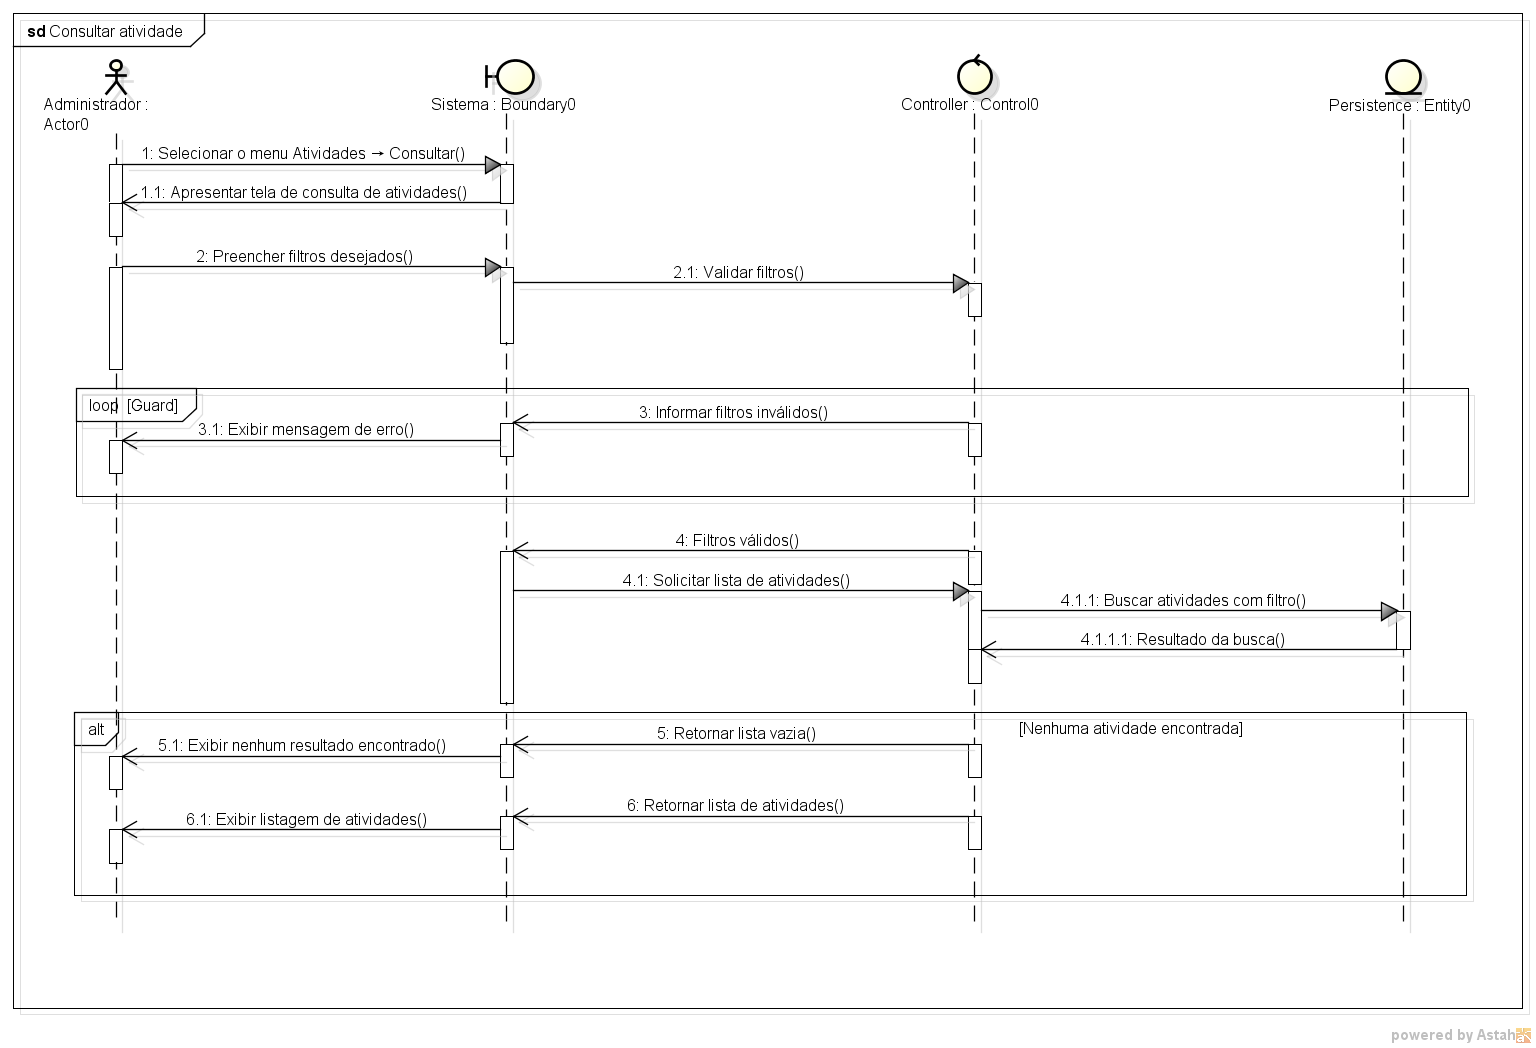 sd Consultar atividade
Administrador :
Actor0
Sistema : Boundary0
Controller : Control0
Persistence : Entity0
1: Selecionar o menu Atividades → Consultar()
1.1: Apresentar tela de consulta de atividades()
2: Preencher filtros desejados()
2.1: Validar filtros()
loop [Guard]
3: Informar filtros inválidos()
3.1: Exibir mensagem de erro()
4: Filtros válidos()
4.1: Solicitar lista de atividades()
4.1.1: Buscar atividades com filtro()
4.1.1.1: Resultado da busca()
alt
[Nenhuma atividade encontrada]
5: Retornar lista vazia()
5.1: Exibir nenhum resultado encontrado()
6: Retornar lista de atividades()
6.1: Exibir listagem de atividades()
powered by Astah